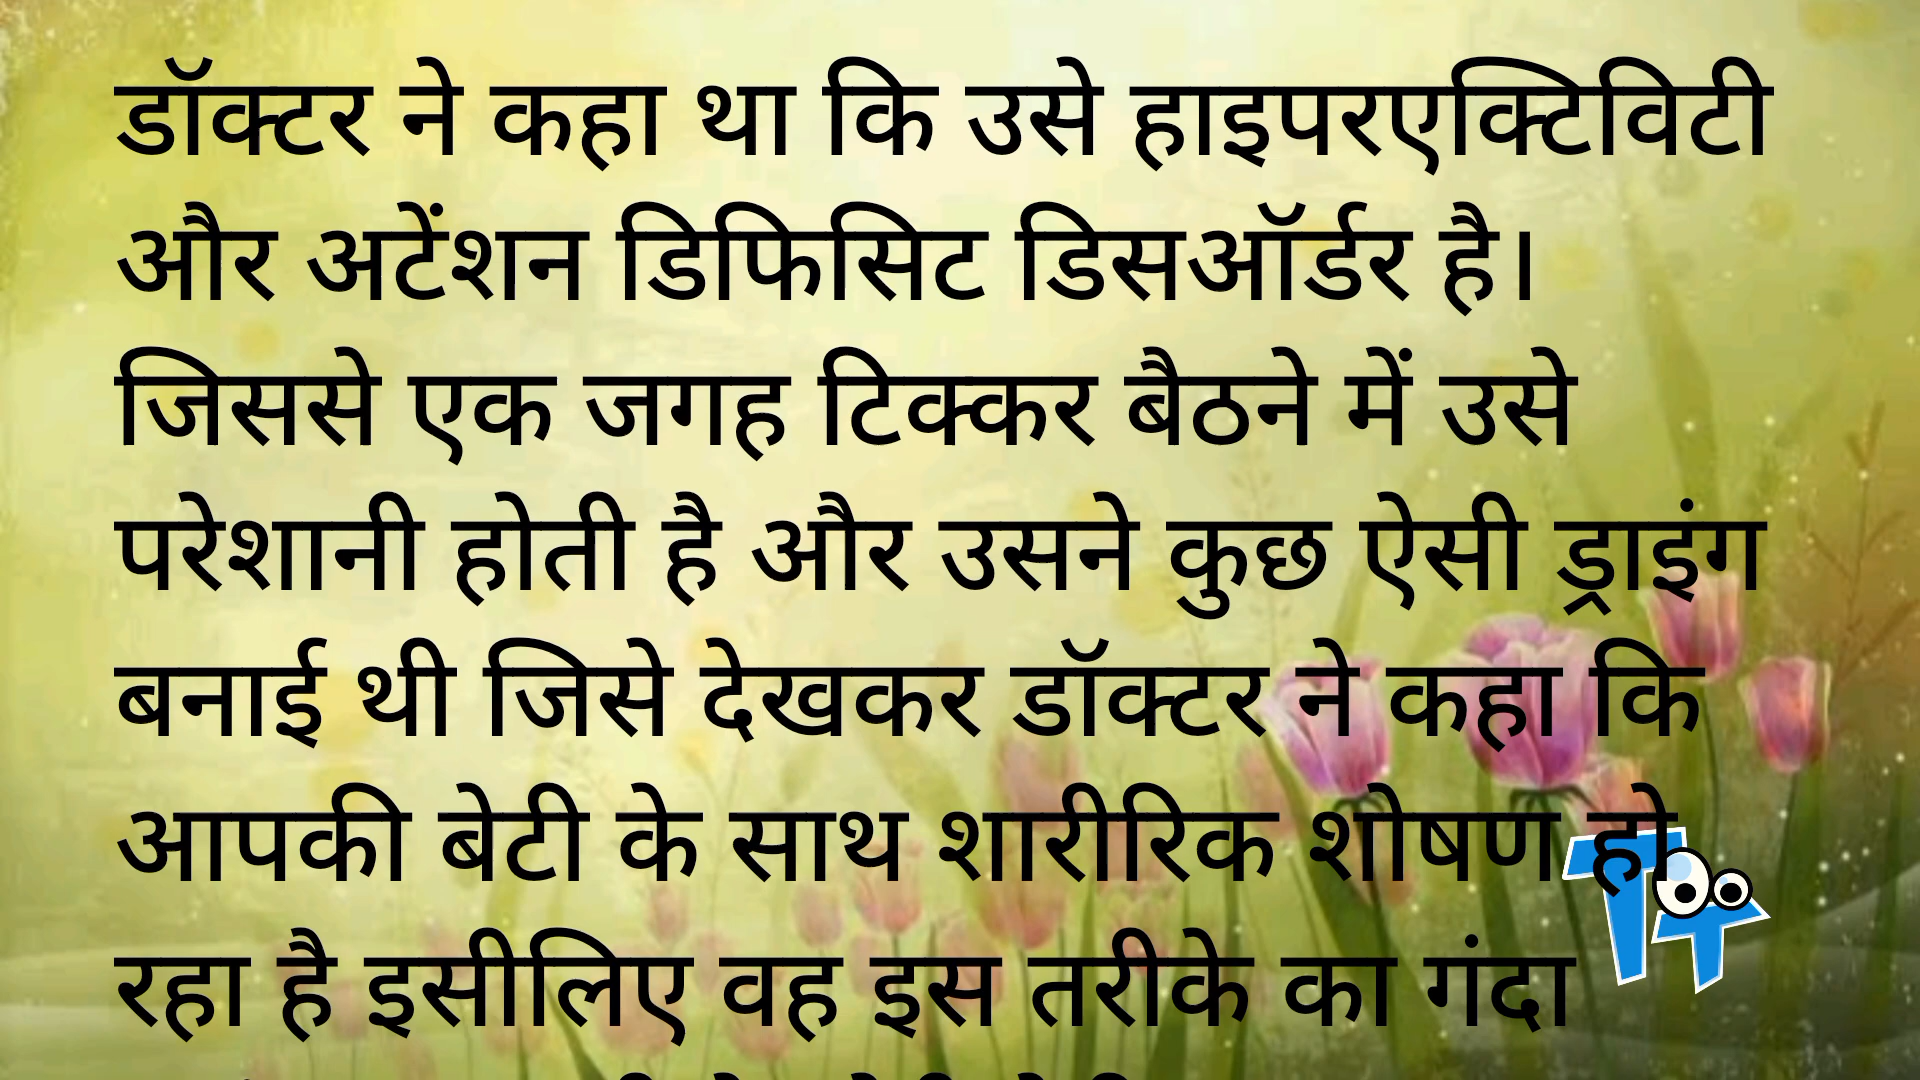 डॉक्टर ने कहा था कि उसे हाइपरएक्टिविटी
और अटेंशन डिफिसिट डिसऑर्डर है।
जिससे एक जगह टिक्कर बैठने में उसे
परेशानी होती है और उसने कुछ ऐसी ड्राइंग
बनाई थी जिसे देखकर डॉक्टर ने कहा कि
आपकी बेटी के साथ शारीरिक शोषण हो
रहा है इसीलिए वह इस तरीके का गंदा